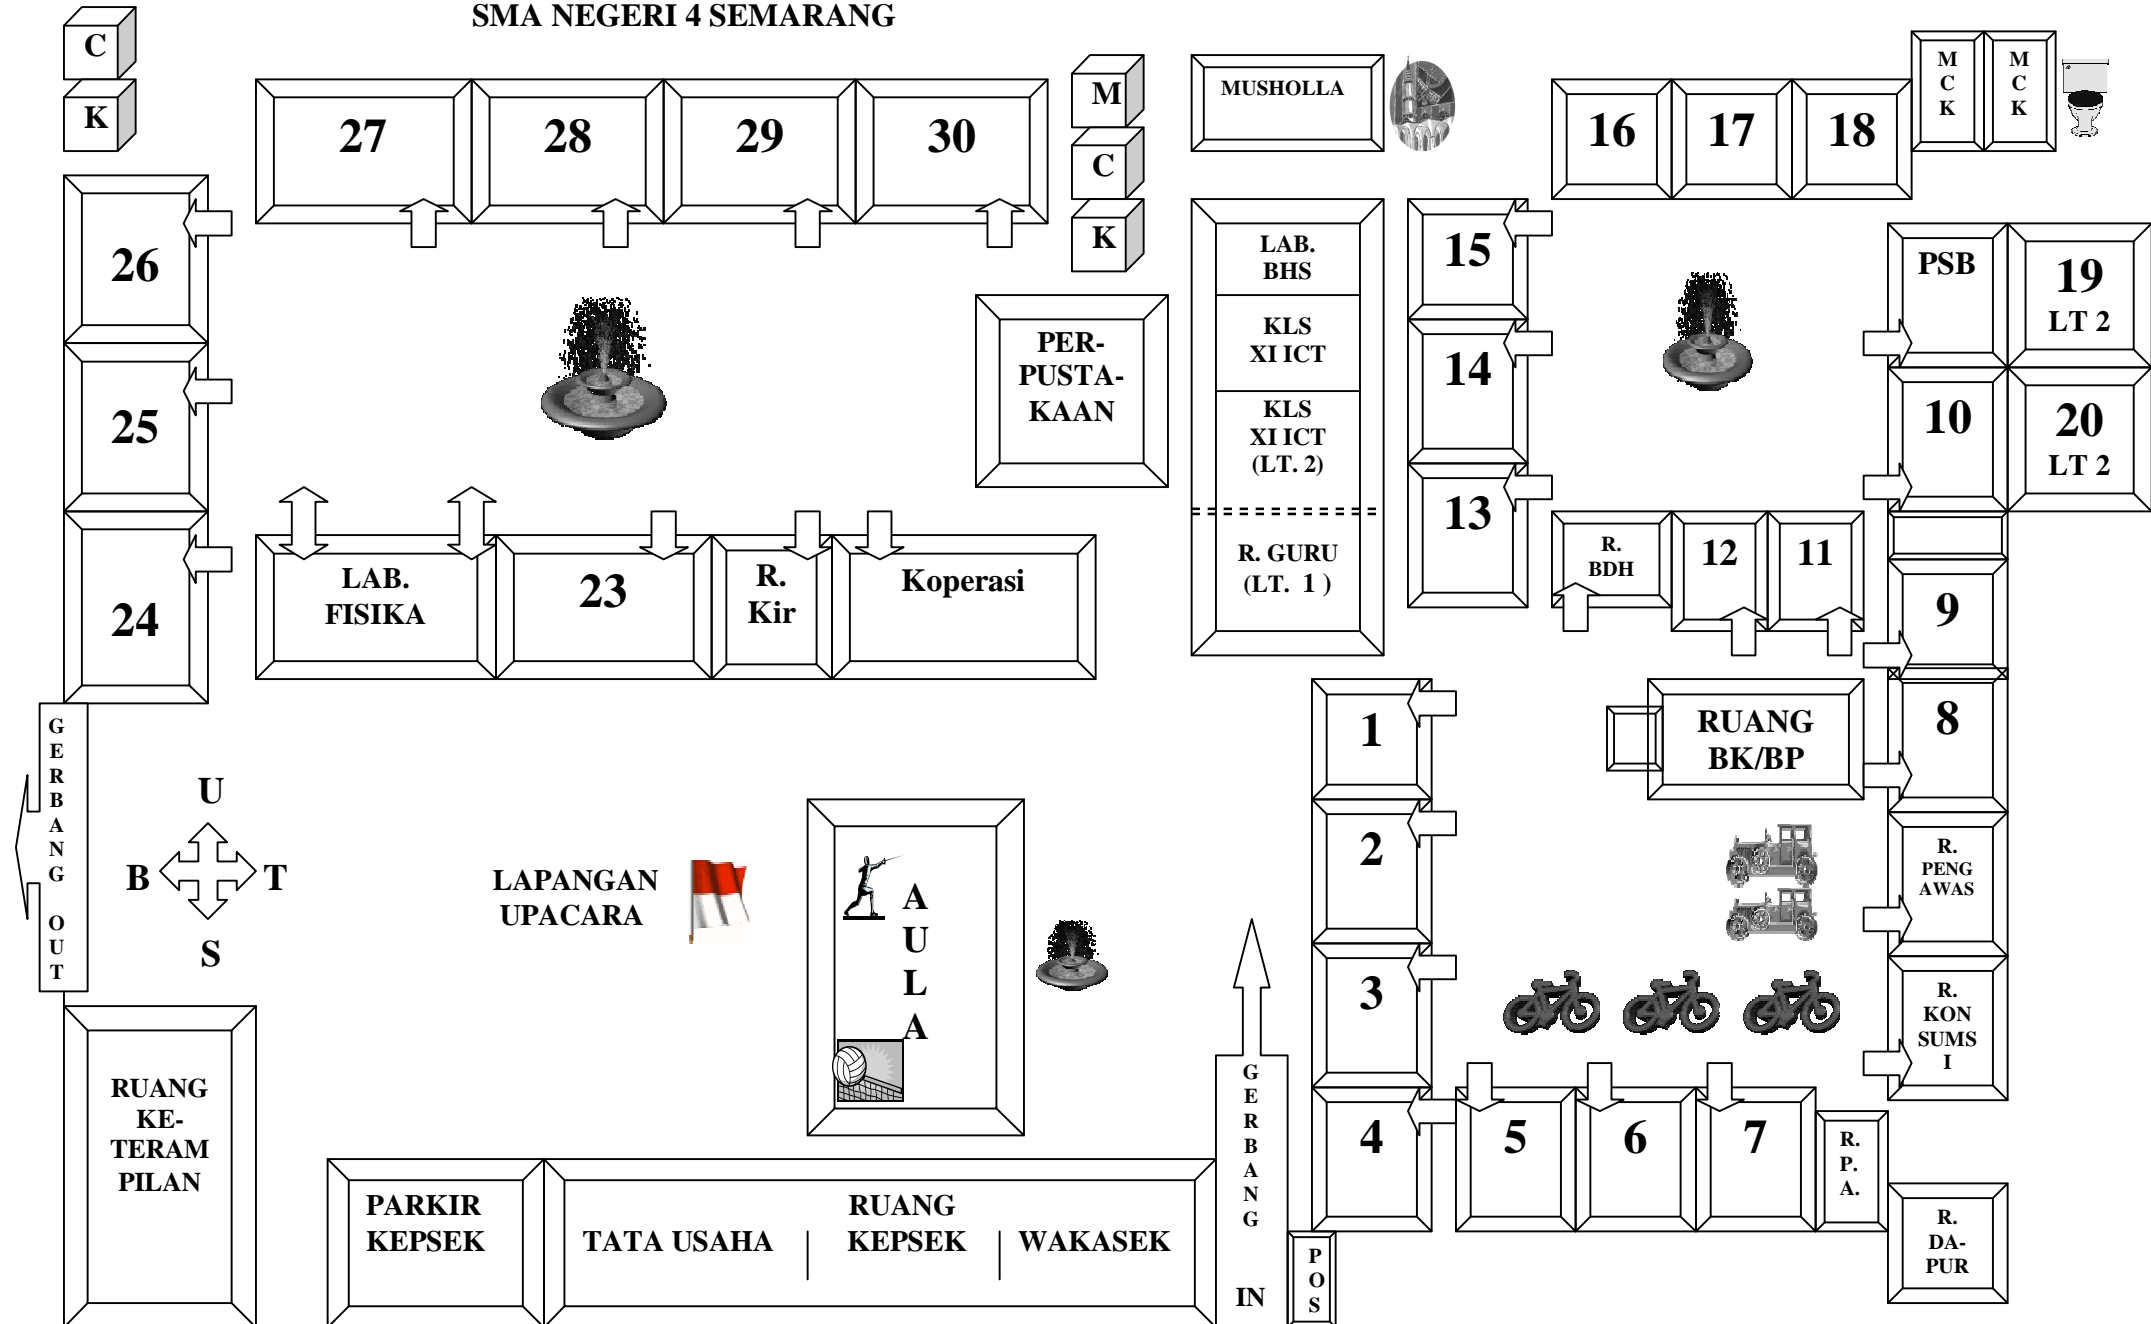 SMA NEGERI 4 SEMARANG
C
K
27
28
29
30
M
C
K
MUSHOLLA
16
17
18
M
C
K
M
C
K
26
25
24
PER-
PUSTA-
KAAN
LAB.
BHS
KLS
XI ICT
KLS
XI ICT
(LT. 2)
R. GURU
(LT. 1 )
15
14
13
PSB
19
LT 2
10
20
LT 2
R.
BDH
12
11
9
LAB.
FISIKA
23
R.
Kir
Koperasi
G
E
R
B
A
N
G
O
U
T
U
B
T
S
LAPANGAN
UPACARA
A
U
L
A
1
2
3
4
RUANG
BK/BP
8
R.
PENG
AWAS
R.
KON
SUMS
I
5
6
7
R.
P.
A.
R.
DA-
PUR
RUANG
KE-
TERAM
PILAN
PARKIR
KEPSEK
TATA USAHA
RUANG
KEPSEK
WAKASEK
G
E
R
B
A
N
G
IN
P
O
S